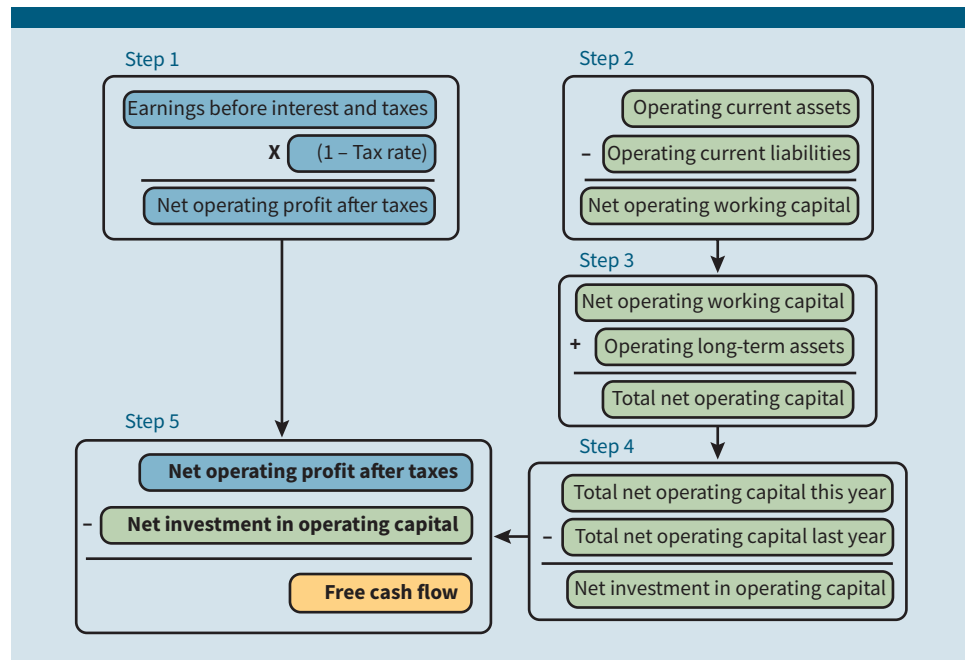 Step 1
Earnings before interest and taxes
X (1 – Tax rate)
Net operating profit after taxes
Step 2
Operating current assets
– Operating current liabilities
Net operating working capital
Step 3
Net operating working capital
+ Operating long-term assets
Total net operating capital
Step 4
Total net operating capital this year
– Total net operating capital last year
Net investment in operating capital
Step 5
Net operating profit after taxes
– Net investment in operating capital
Free cash flow